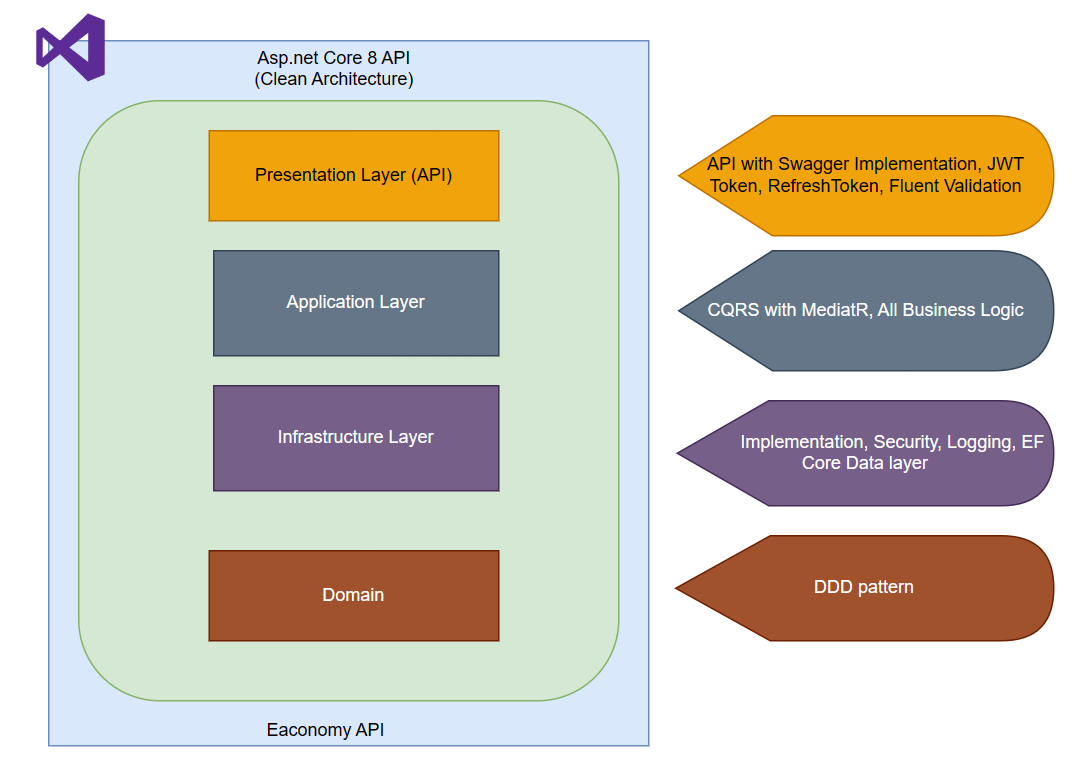 Asp.net Core 8 API
(Clean Architecture)
Presentation Layer (API)
API with Swagger Implementation, JWT
Token, RefreshToken, Fluent Validation
Application Layer
CQRS with MediatR, All Business Logic
Infrastructure Layer
Implementation, Security, Logging, EF
Core Data layer
Domain
DDD pattern
Eaconomy API